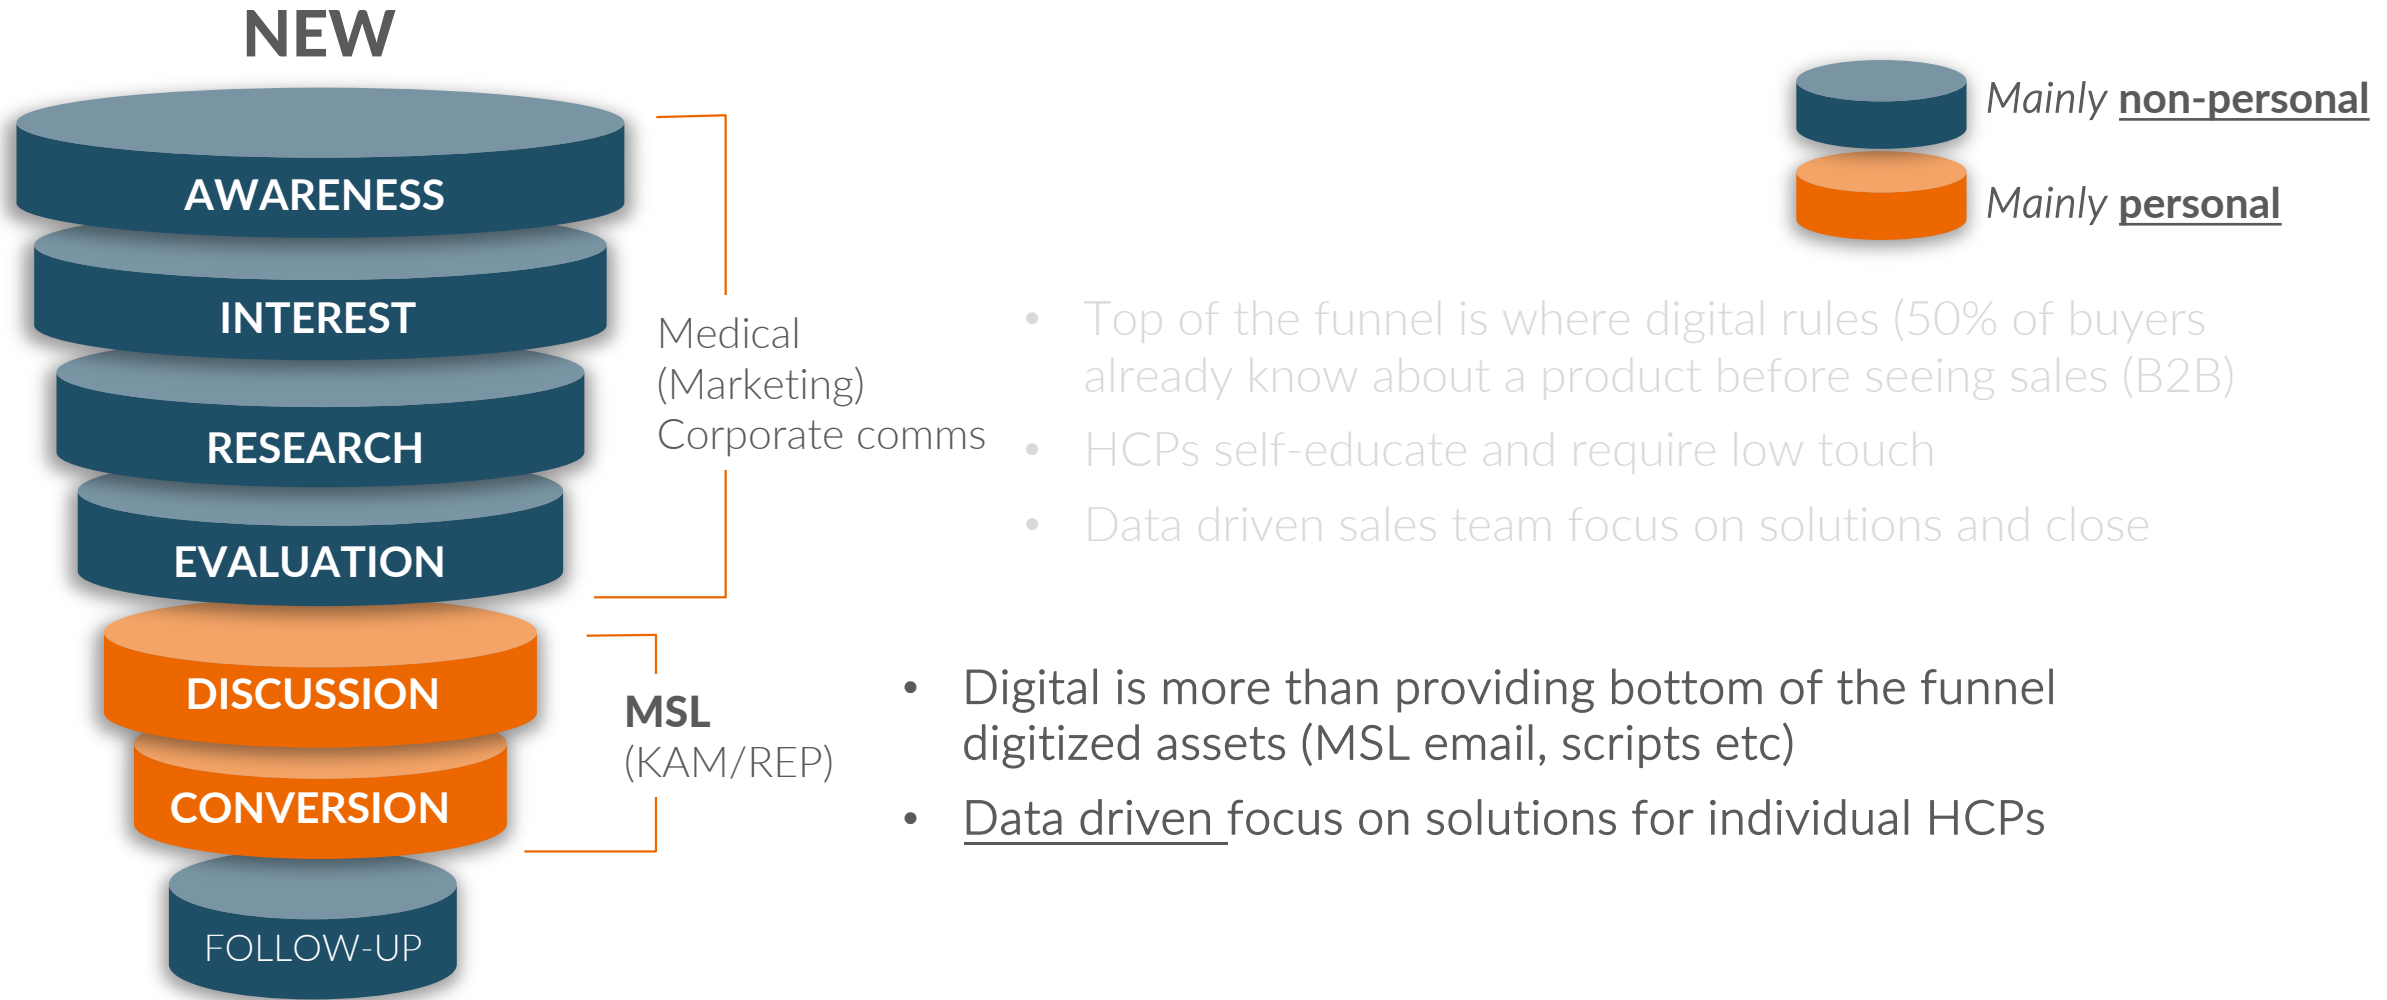 NEW
AWARENESS
INTEREST
RESEARCH
EVALUATION
DISCUSSION
CONVERSION
FOLLOW-UP
Medical
(Marketing)
Corporate comms
MSL
(KAM/REP)
Mainly non-personal
Mainly personal
• Top of the funnel is where digital rules (50% of buyers
already know about a product before seeing sales (B2B)
• HCPs self-educate and require low touch
• Data driven sales team focus on solutions and close
• Digital is more than providing bottom of the funnel
digitized assets (MSL email, scripts etc)
• Data driven focus on solutions for individual HCPs